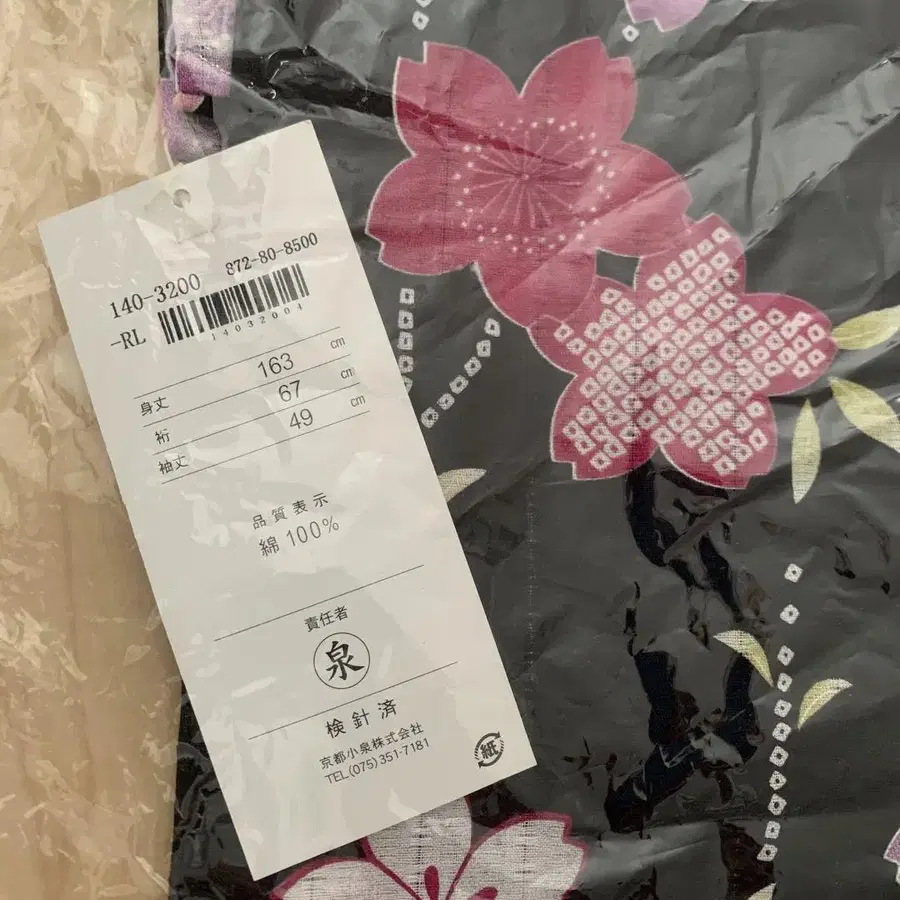 140-3200 872-80-8500
-RL
14032004
身丈 163 cm
裄 67 cm
袖丈 49 cm
品質表示
綿 100%
責任者
泉
検針済
京都小泉株式会社
TEL(075)351-7181
紙